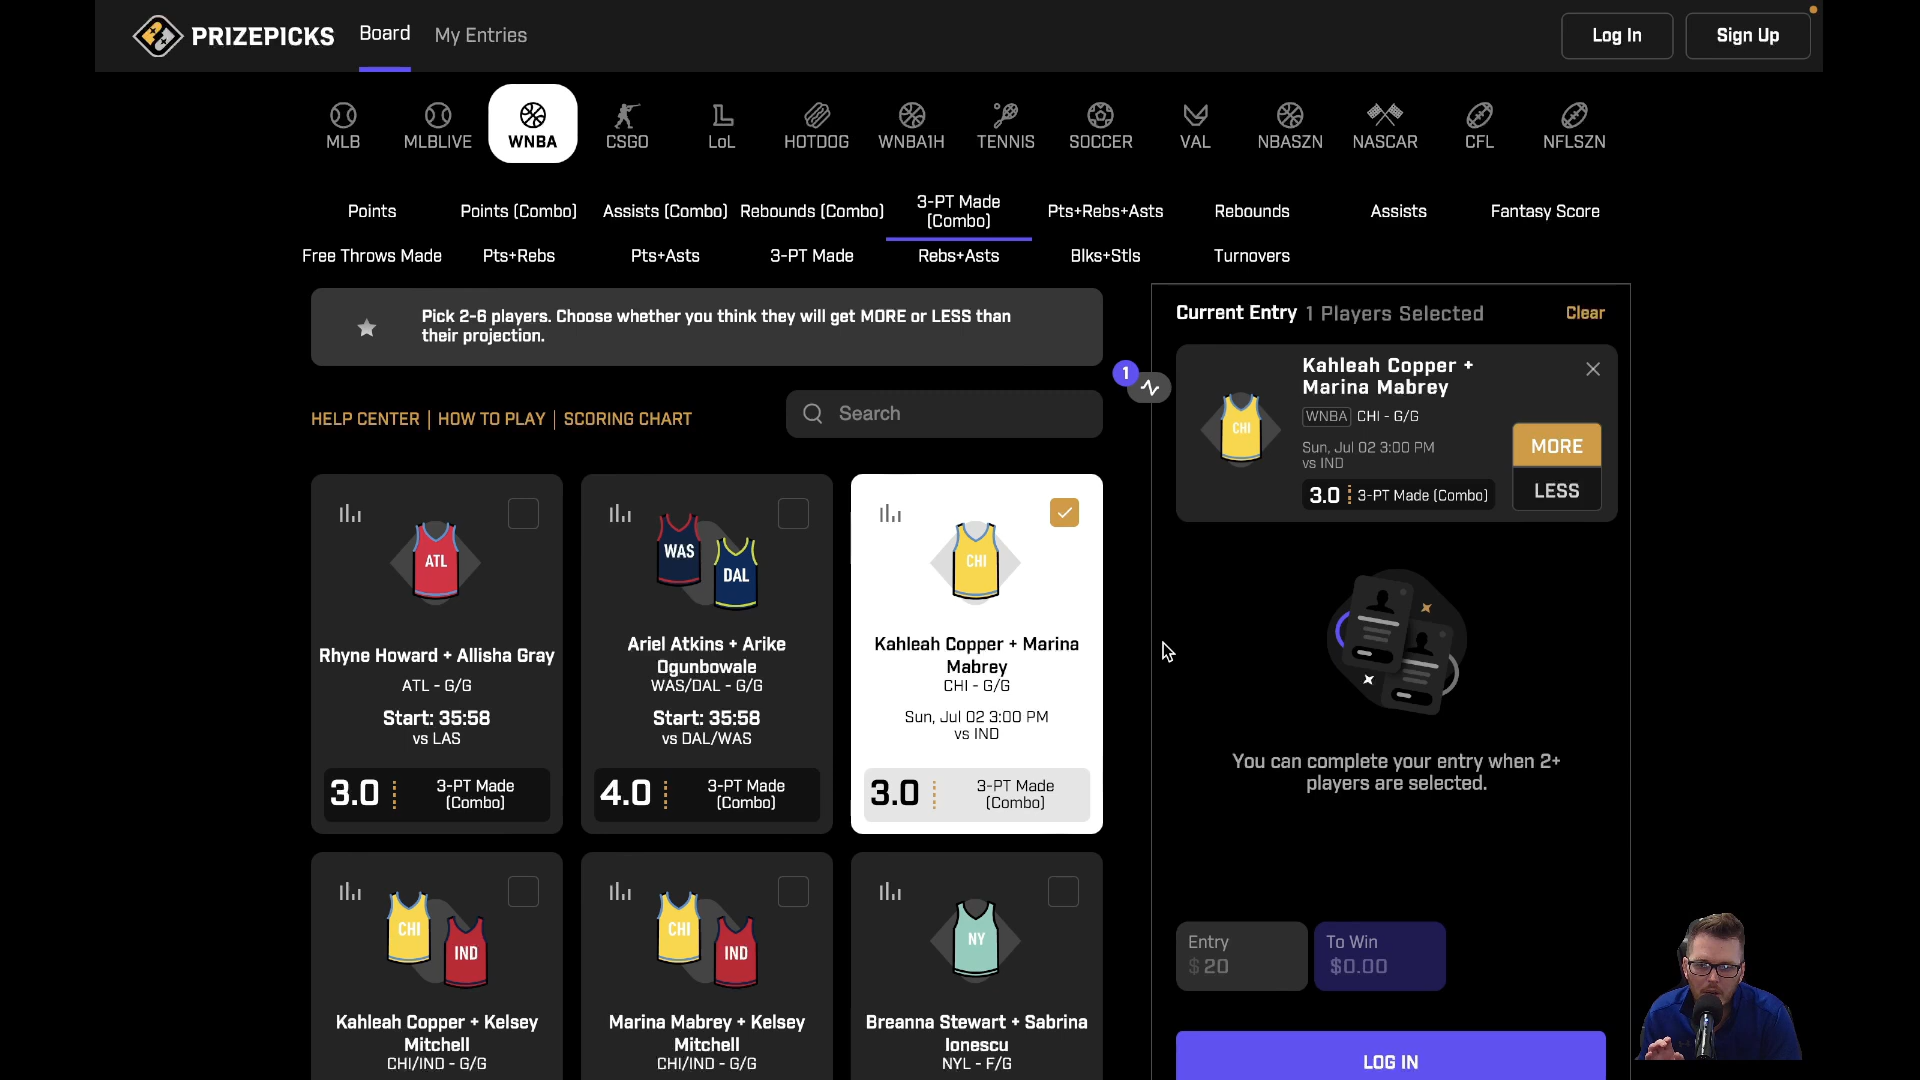 PRIZEPICKS
Board
My Entries
Log In
Sign Up
MLB
MLBLIVE
WNBA
CSGO
LoL
HOTDOG
WNBA1H
TENNIS
SOCCER
VAL
NBASZN
NASCAR
CFL
NFLSZN
Points
Points (Combo)
Assists (Combo)
Rebounds (Combo)
3-PT Made
(Combo)
Pts+Rebs+Asts
Rebounds
Assists
Fantasy Score
Free Throws Made
Pts+Rebs
Pts+Asts
3-PT Made
Rebs+Asts
Blks+Stls
Turnovers
Pick 2-6 players. Choose whether you think they will get MORE or LESS than
their projection.
HELP CENTER | HOW TO PLAY | SCORING CHART
Search
ATL
Rhyne Howard + Allisha Gray
ATL - G/G
Start: 35:58
vs LAS
3.0
3-PT Made
(Combo)
WAS
DAL
Ariel Atkins + Arike
Ogunbowale
WAS/DAL - G/G
Start: 35:58
vs DAL/WAS
4.0
3-PT Made
(Combo)
CHI
Kahleah Copper + Marina
Mabrey
CHI - G/G
Sun, Jul 02 3:00 PM
vs IND
3.0
3-PT Made
(Combo)
CHI
IND
Kahleah Copper + Kelsey
Mitchell
CHI/IND - G/G
CHI
IND
Marina Mabrey + Kelsey
Mitchell
CHI/IND - G/G
NY
Breanna Stewart + Sabrina
Ionescu
NYL - F/G
Current Entry 1 Players Selected
Clear
1
CHI
Kahleah Copper +
Marina Mabrey
WNBA CHI - G/G
Sun, Jul 02 3:00 PM
vs IND
3.0 3-PT Made (Combo)
MORE
LESS
You can complete your entry when 2+
players are selected.
Entry
$ 20
To Win
$0.00
LOG IN